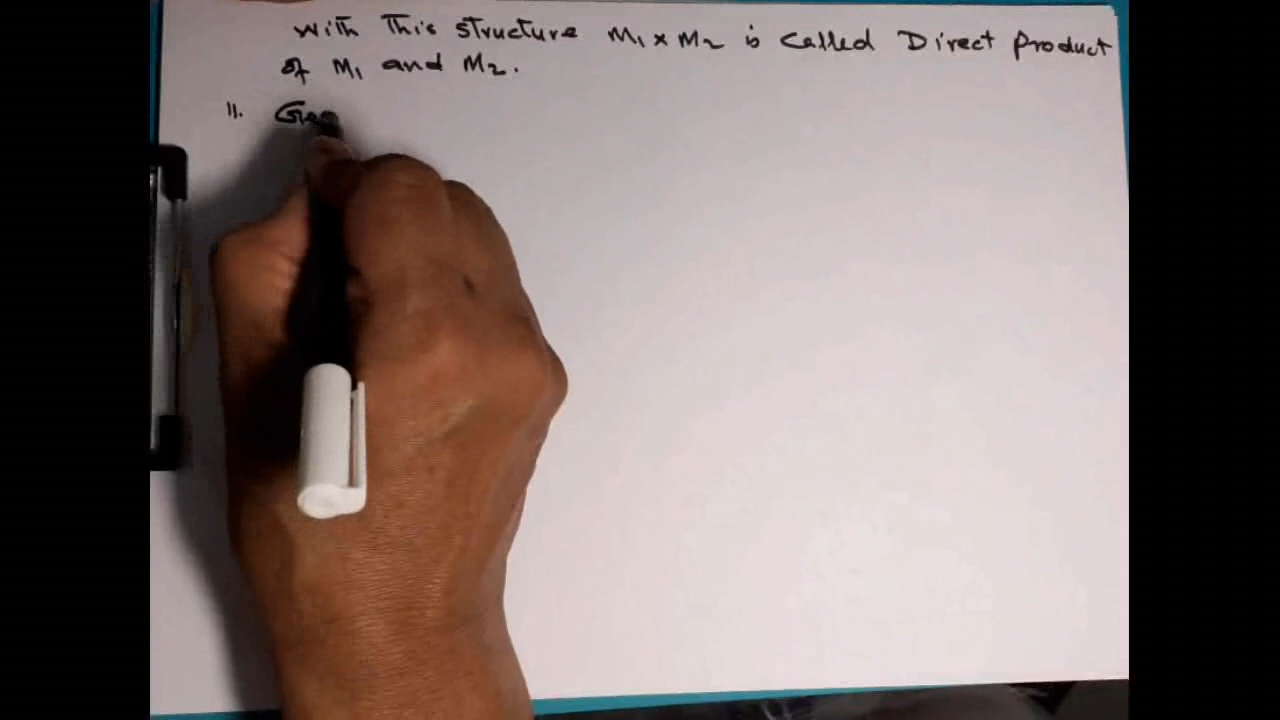 with This structure M₁ x M₂ is called Direct Product
of M₁ and M₂.
11.